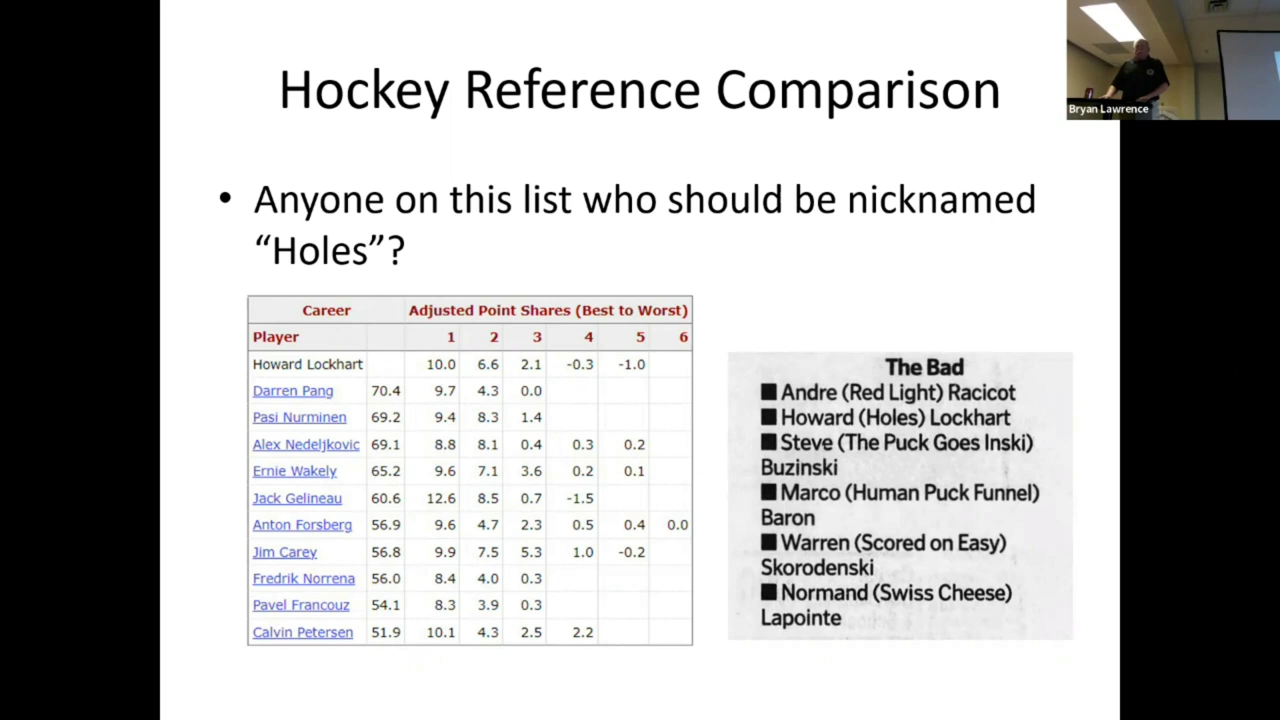 Hockey Reference Comparison
Bryan Lawrence
• Anyone on this list who should be nicknamed
“Holes”?
Career Adjusted Point Shares (Best to Worst)
Player 1 2 3 4 5 6
Howard Lockhart 10.0 6.6 2.1 -0.3 -1.0
Darren Pang 70.4 9.7 4.3 0.0
Pasi Nurminen 69.2 9.4 8.3 1.4
Alex Nedeljkovic 69.1 8.8 8.1 0.4 0.3 0.2
Ernie Wakely 65.2 9.6 7.1 3.6 0.2 0.1
Jack Gelineau 60.6 12.6 8.5 0.7 -1.5
Anton Forsberg 56.9 9.6 4.7 2.3 0.5 0.4 0.0
Jim Carey 56.8 9.9 7.5 5.3 1.0 -0.2
Fredrik Norrena 56.0 8.4 4.0 0.3
Pavel Francouz 54.1 8.3 3.9 0.3
Calvin Petersen 51.9 10.1 4.3 2.5 2.2
The Bad
■ Andre (Red Light) Racicot
■ Howard (Holes) Lockhart
■ Steve (The Puck Goes Inski)
Buzinski
■ Marco (Human Puck Funnel)
Baron
■ Warren (Scored on Easy)
Skorodenski
■ Normand (Swiss Cheese)
Lapointe